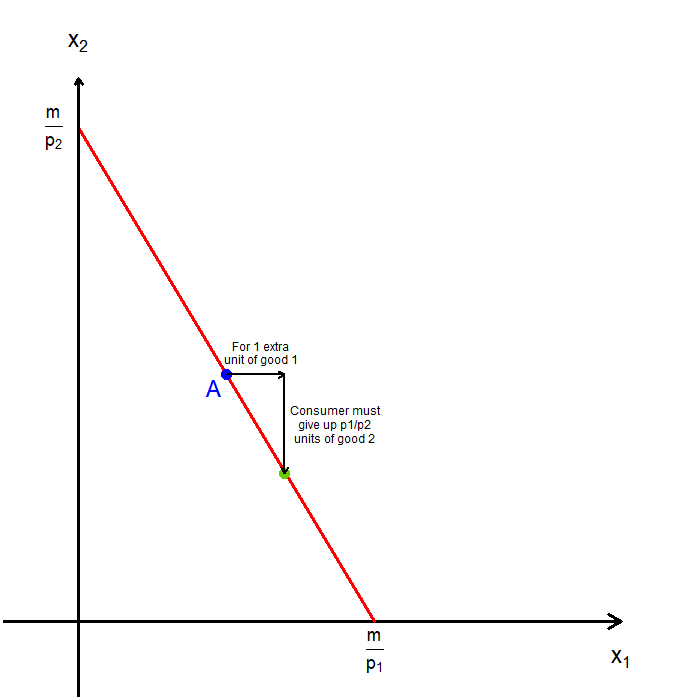 x2
m
p2
For 1 extra
unit of good 1
A
Consumer must
give up p1/p2
units of good 2
m
p1
x1